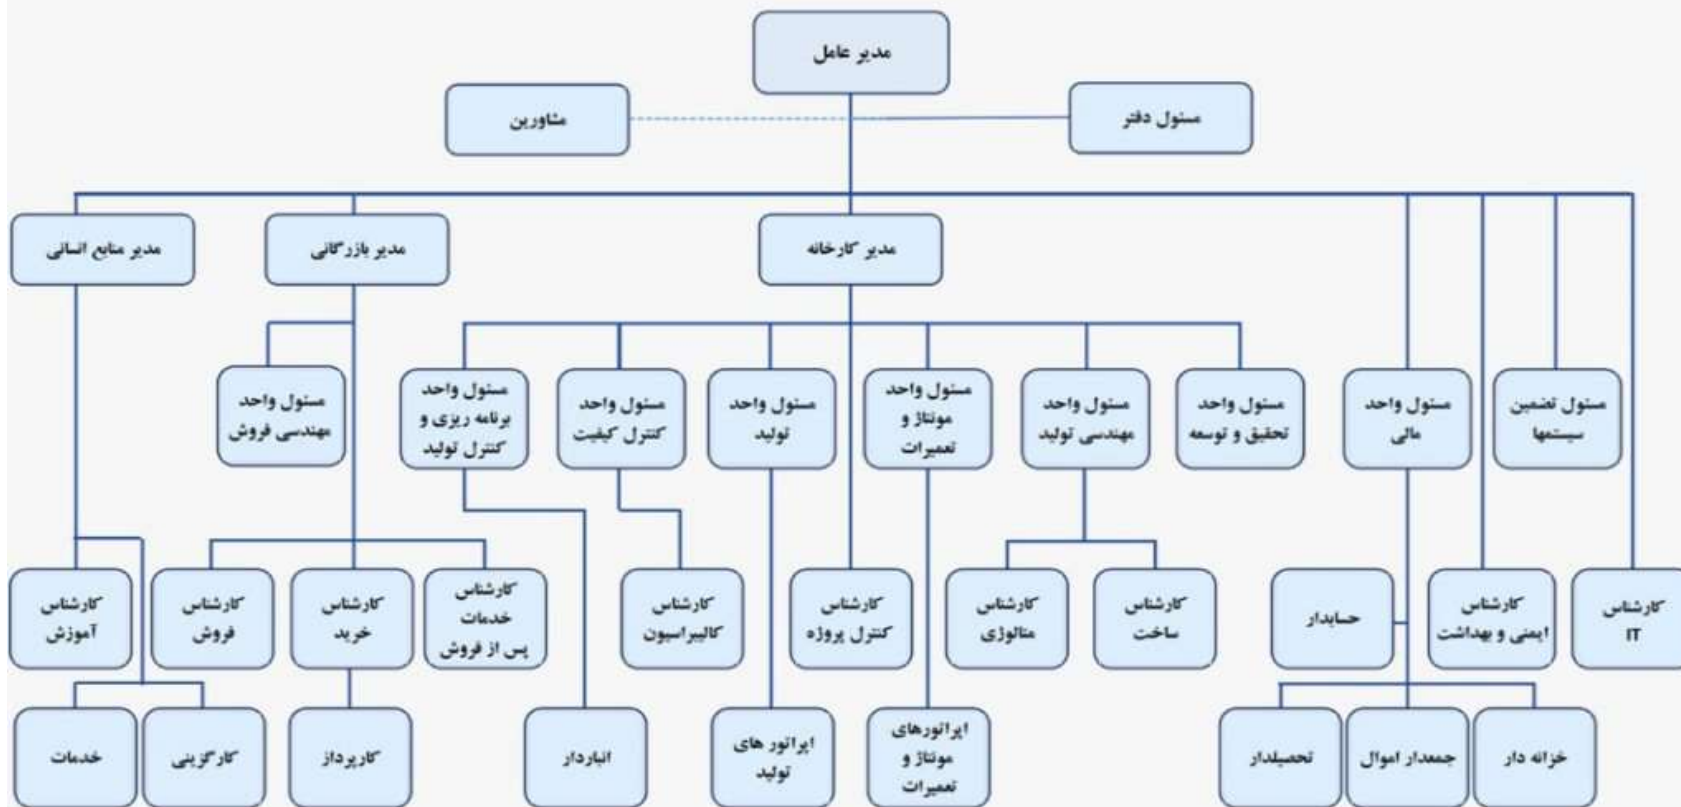 مدیر عامل
مسئول دفتر
مشاورین
مدیر کارخانه
مدیر بازرگانی
مدیر منابع انسانی
مسئول تضمین
سیستمها
مسئول واحد
مالی
مسئول واحد
تحقیق و توسعه
مسئول واحد
مهندسی تولید
مسئول واحد
مونتاژ و
تعمیرات
مسئول واحد
تولید
مسئول واحد
کنترل کیفیت
مسئول واحد
برنامه ریزی و
کنترل تولید
مسئول واحد
مهندسی فروش
کارشناس
IT
کارشناس
ایمنی و بهداشت
حسابدار
کارشناس
ساخت
کارشناس
متالوژی
کارشناس
کنترل پروژه
کارشناس
کالیبراسیون
کارشناس
خدمات
پس از فروش
کارشناس
خرید
کارشناس
فروش
کارشناس
آموزش
خزانه دار
جمعدار اموال
تحصیلدار
اپراتورهای
مونتاژ و
تعمیرات
اپراتور های
تولید
انباردار
کارپرداز
کارگزینی
خدمات